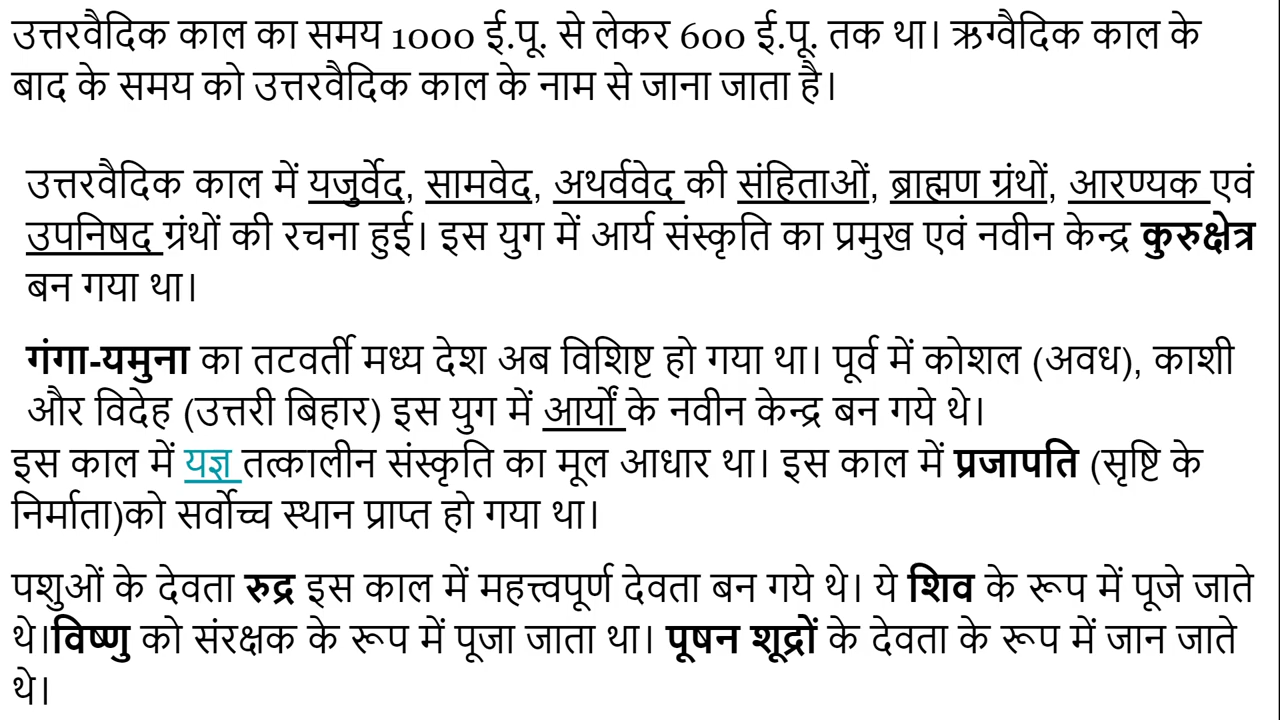 उत्तरवैदिक काल का समय 1000 ई.पू. से लेकर 600 ई.पू. तक था। ऋग्वैदिक काल के
बाद के समय को उत्तरवैदिक काल के नाम से जाना जाता है।
उत्तरवैदिक काल में यजुर्वेद, सामवेद, अथर्ववेद की संहिताओं, ब्राह्मण ग्रंथों, आरण्यक एवं
उपनिषद ग्रंथों की रचना हुई। इस युग में आर्य संस्कृति का प्रमुख एवं नवीन केन्द्र कुरुक्षेत्र
बन गया था।
गंगा-यमुना का तटवर्ती मध्य देश अब विशिष्ट हो गया था। पूर्व में कोशल (अवध), काशी
और विदेह (उत्तरी बिहार) इस युग में आर्यों के नवीन केन्द्र बन गये थे।
इस काल में यज्ञ तत्कालीन संस्कृति का मूल आधार था। इस काल में प्रजापति (सृष्टि के
निर्माता)को सर्वोच्च स्थान प्राप्त हो गया था।
पशुओं के देवता रुद्र इस काल में महत्त्वपूर्ण देवता बन गये थे। ये शिव के रूप में पूजे जाते
थे।विष्णु को संरक्षक के रूप में पूजा जाता था। पूषन शूद्रों के देवता के रूप में जान जाते
थे।